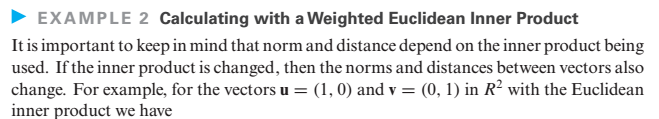 ▶ EXAMPLE 2 Calculating with a Weighted Euclidean Inner Product
It is important to keep in mind that norm and distance depend on the inner product being
used. If the inner product is changed, then the norms and distances between vectors also
change. For example, for the vectors u = (1, 0) and v = (0, 1) in R² with the Euclidean
inner product we have